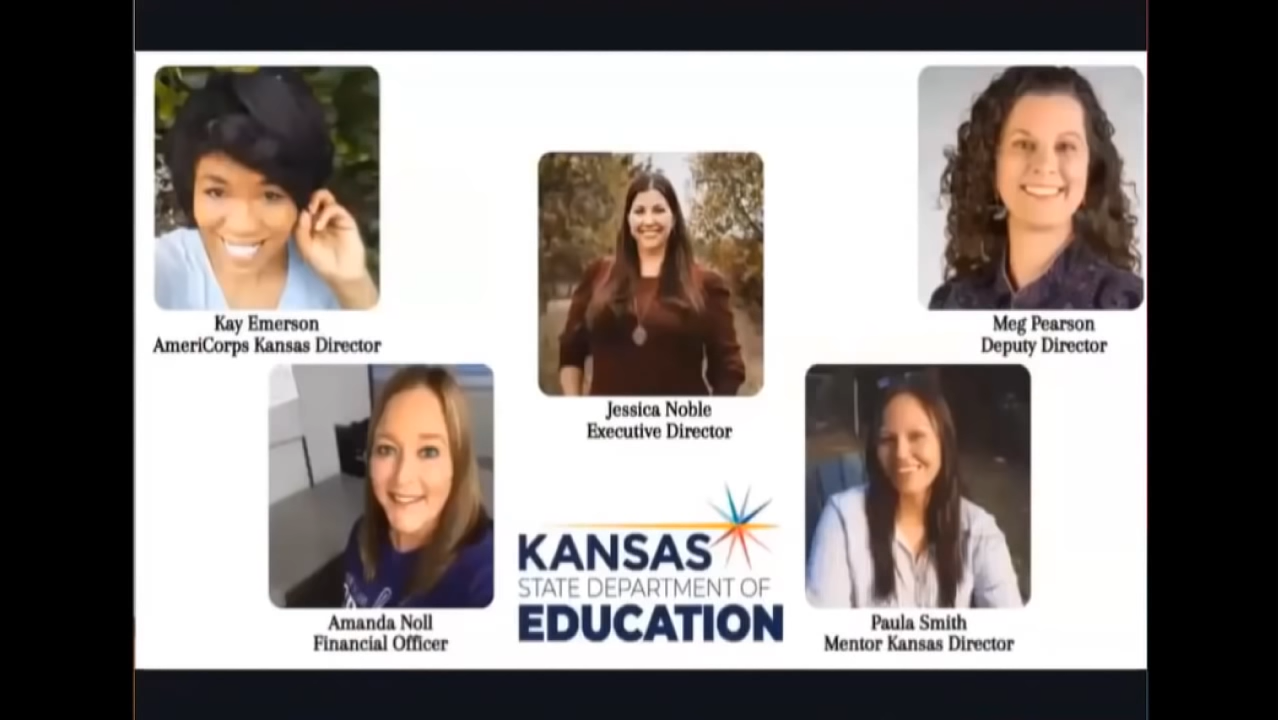 Kay Emerson
AmeriCorps Kansas Director
Meg Pearson
Deputy Director
Jessica Noble
Executive Director
Amanda Noll
Financial Officer
KANSAS
STATE DEPARTMENT OF
EDUCATION
Paula Smith
Mentor Kansas Director